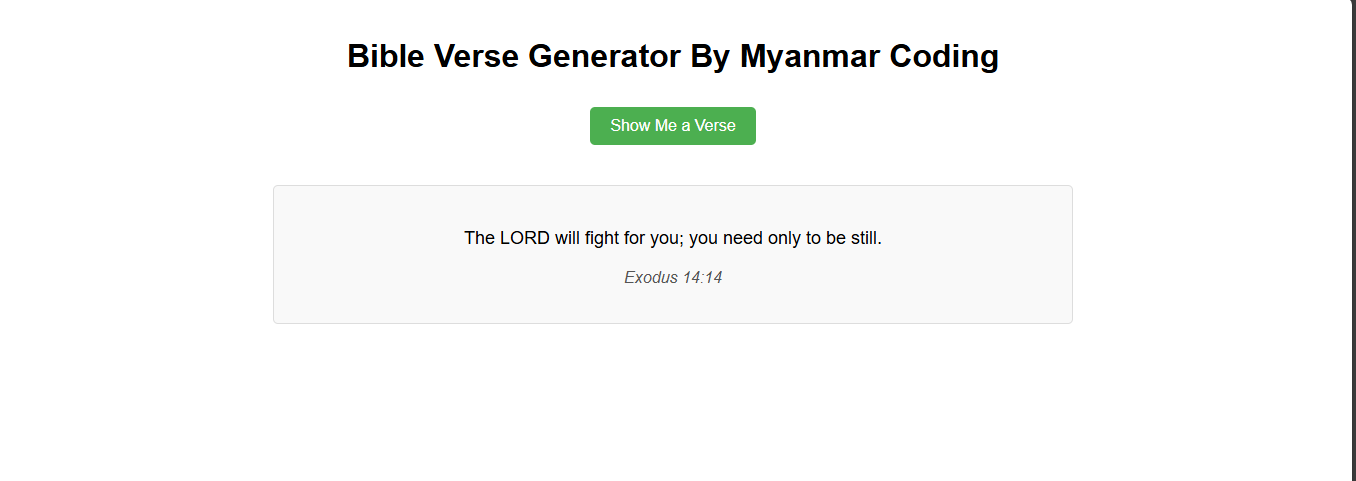 Bible Verse Generator By Myanmar Coding
Show Me a Verse
The LORD will fight for you; you need only to be still.
Exodus 14:14